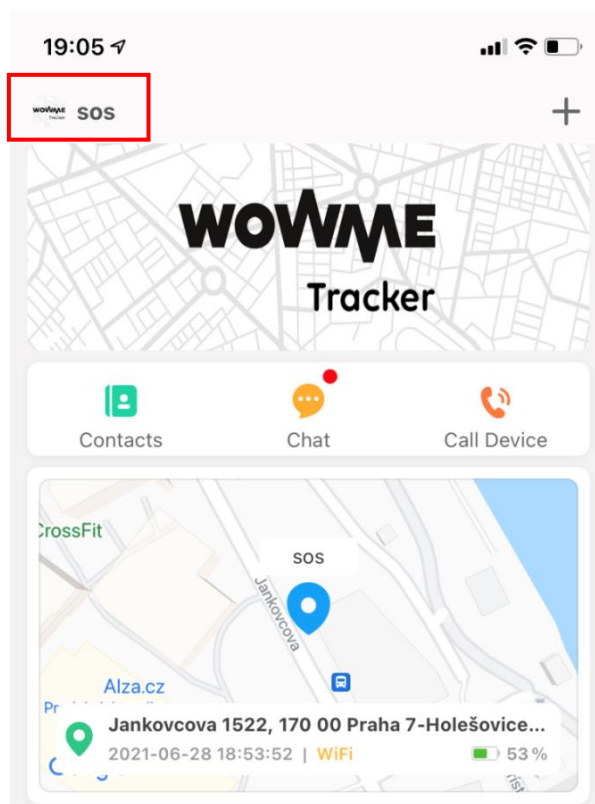 19:05
WOWME Tracker sos
+
WOWME
Tracker
Contacts
Chat
Call Device
CrossFit
sos
Jankovcova
Alza.cz
Jankovcova 1522, 170 00 Praha 7-Holešovice...
2021-06-28 18:53:52 | WiFi 53%